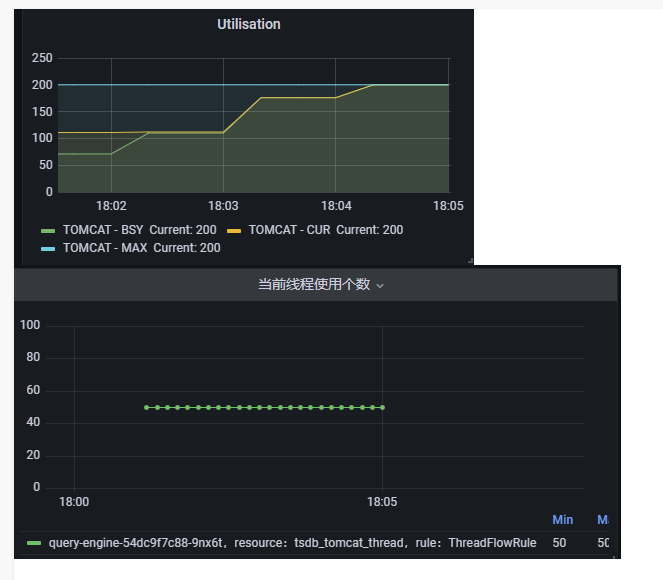 Utilisation
250
200
150
100
50
0
18:02 18:03 18:04 18:05
TOMCAT - BSY Current: 200 TOMCAT - CUR Current: 200
TOMCAT - MAX Current: 200
当前线程使用个数
100
80
60
40
20
0
18:00 18:05
Min
query-engine-54dc9f7c88-9nx6t，resource：tsdb_tomcat_thread，rule：ThreadFlowRule 50